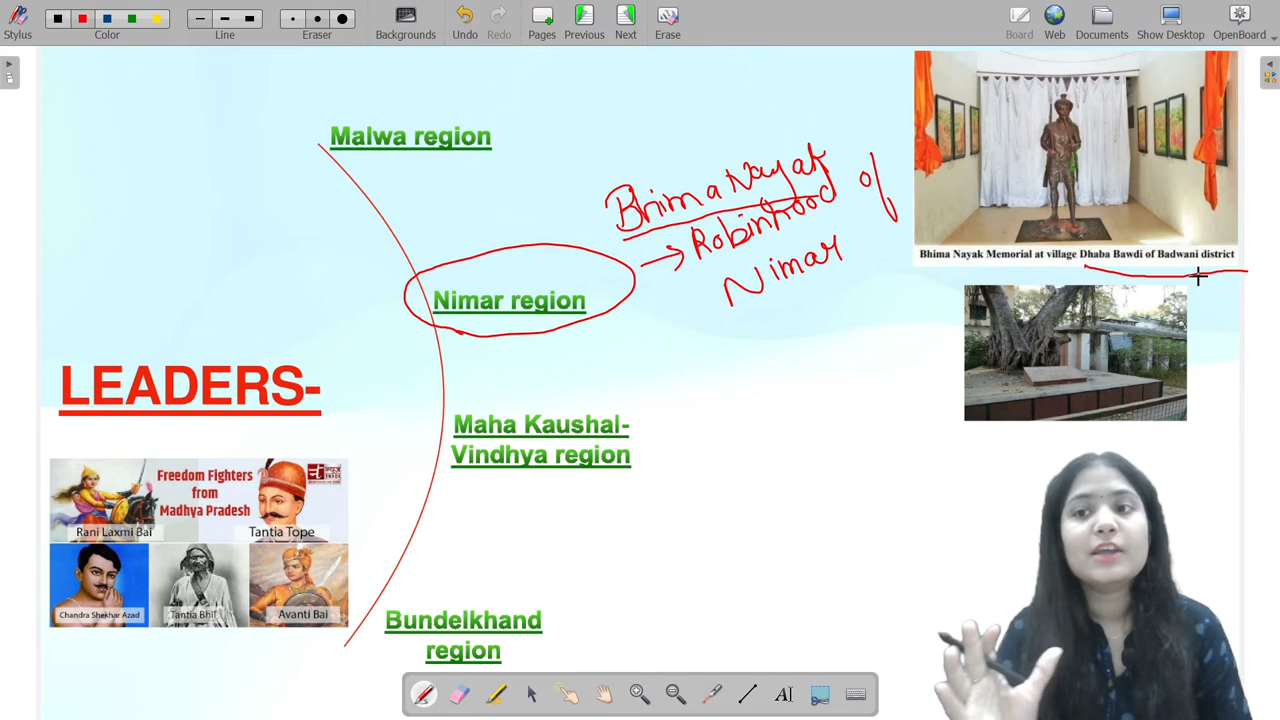 Stylus
Color
Line
Eraser
Backgrounds
Undo
Redo
Pages
Previous
Next
Erase
Board
Web
Documents
Show Desktop
OpenBoard
Malwa region
Bhima Nayak
→ Robinhood of
Nimar
Bhima Nayak Memorial at village Dhaba Bawdi of Badwani district
Nimar region
LEADERS-
Maha Kaushal-
Vindhya region
Freedom Fighters
from
Madhya Pradesh
Rani Laxmi Bai
Tantia Tope
Chandra Shekhar Azad
Tantia Bhil
Avanti Bai
Bundelkhand
region